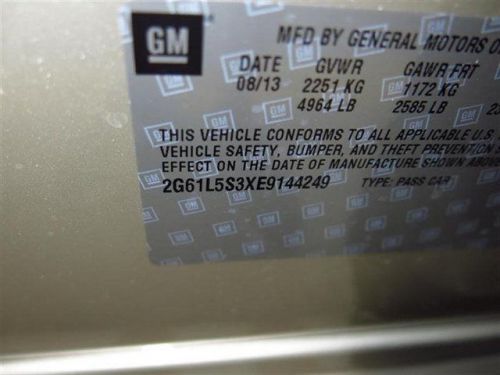 GM
MFD BY GENERAL MOTORS O
DATE GVWR GAWR FRT
08/13 2251 KG 1172 KG
4964 LB 2585 LB
THIS VEHICLE CONFORMS TO ALL APPLICABLE U.S.
VEHICLE SAFETY, BUMPER, AND THEFT PREVENTION
EFFECT ON THE DATE OF MANUFACTURE SHOWN ABOVE
2G61L5S3XE9144249 TYPE: PASS CAR